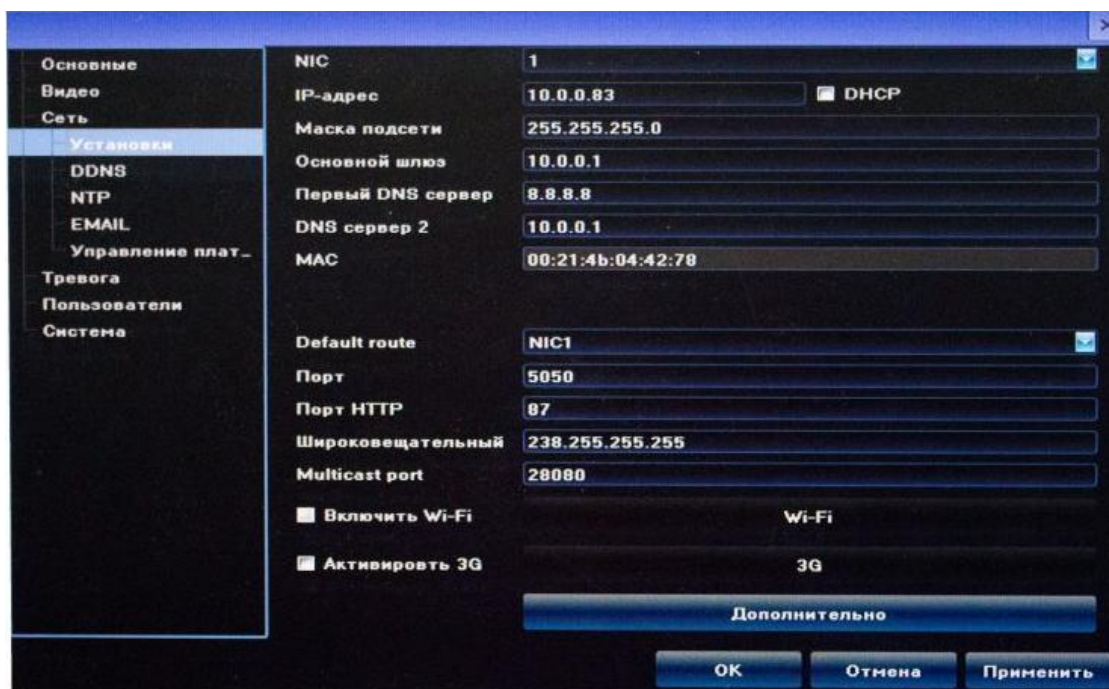 Основные
Видео
Сеть
Установки
DDNS
NTP
EMAIL
Управление плат...
Тревога
Пользователи
Система
NIC 1
IP-адрес 10.0.0.83 DHCP
Маска подсети 255.255.255.0
Основной шлюз 10.0.0.1
Первый DNS сервер 8.8.8.8
DNS сервер 2 10.0.0.1
MAC 00:21:4b:04:42:78
Default route NIC1
Порт 5050
Порт HTTP 87
Широковещательный 238.255.255.255
Multicast port 28080
Включить Wi-Fi Wi-Fi
Активировть 3G 3G
Дополнительно
OK Отмена Применить